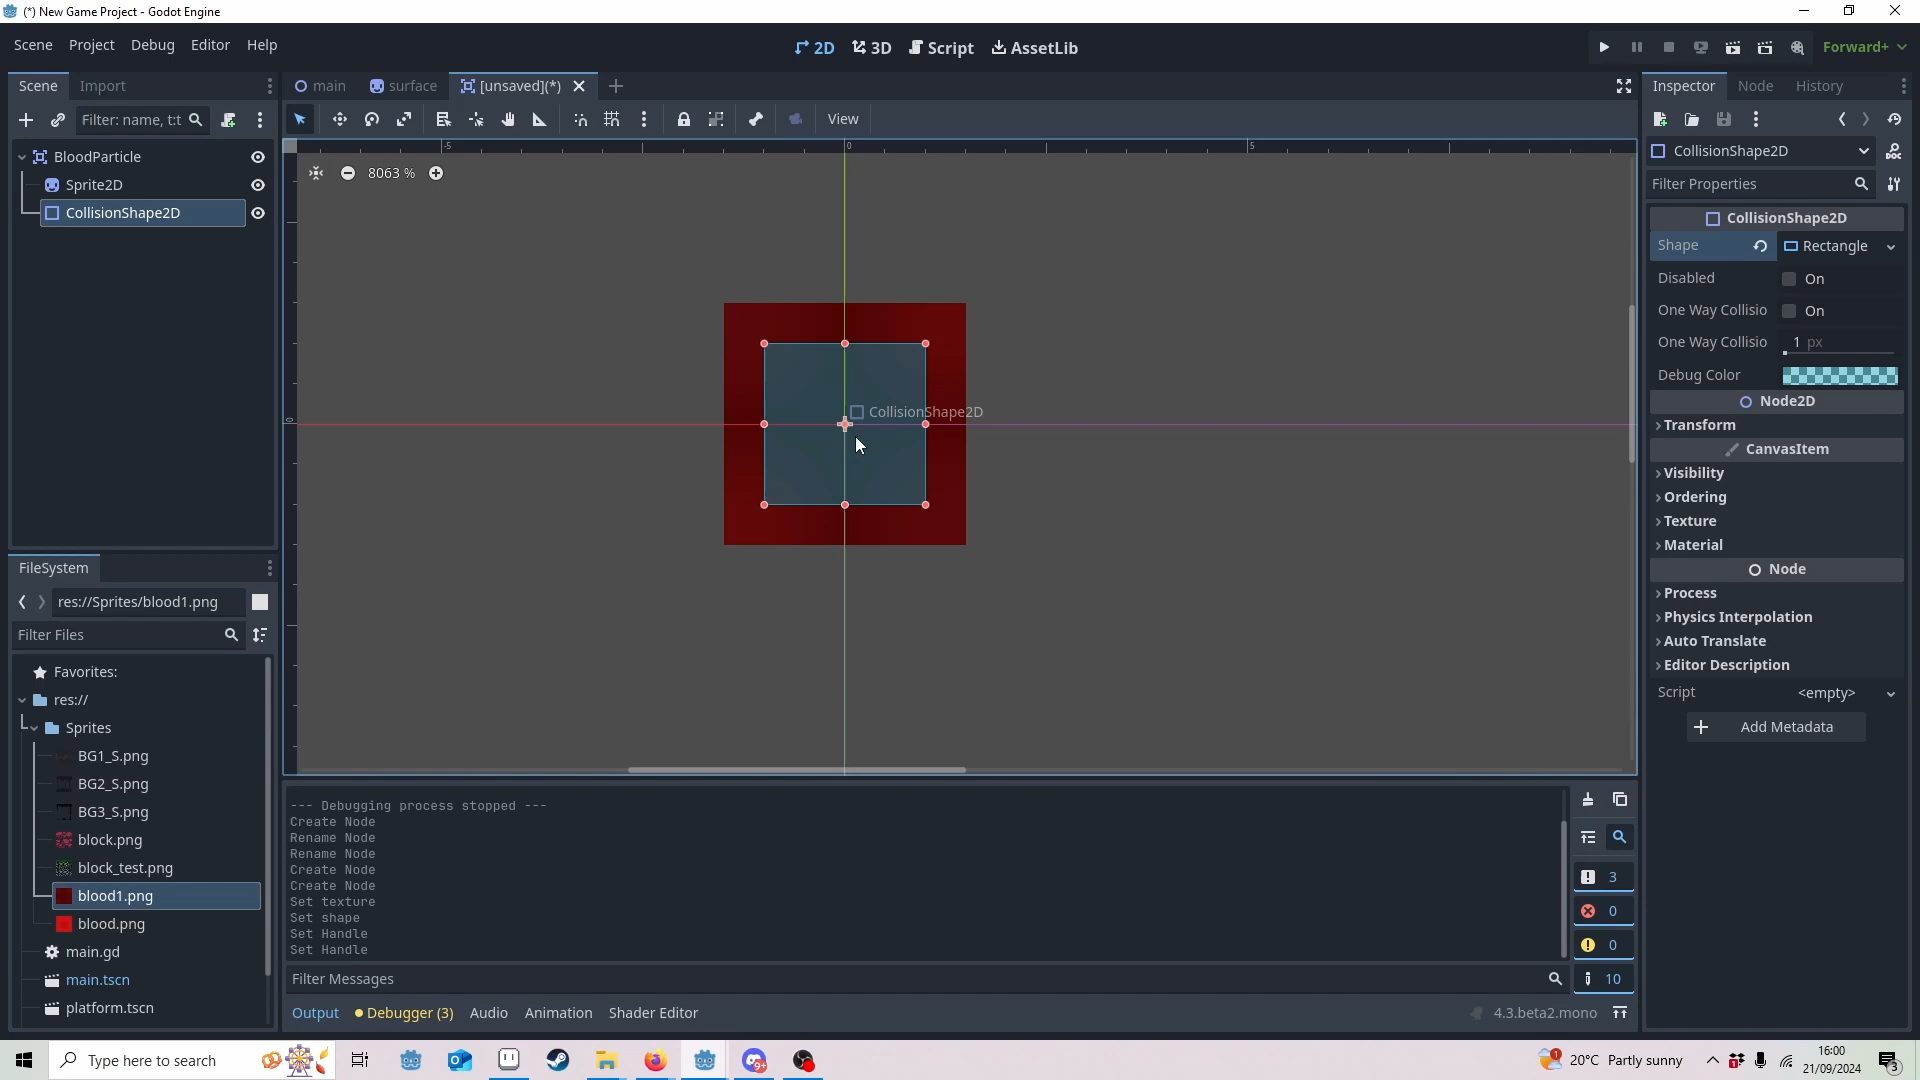 (*) New Game Project - Godot Engine
Scene Project Debug Editor Help
2D 3D Script AssetLib
Forward+
Scene Import
main surface [unsaved](*)
Inspector Node History
Filter: name, t:t
View
BloodParticle
Sprite2D
CollisionShape2D
-5 0 5
8063 %
0
CollisionShape2D
CollisionShape2D
Filter Properties
CollisionShape2D
Shape Rectangle
Disabled On
One Way Collisio On
One Way Collisio 1 px
Debug Color
Node2D
Transform
CanvasItem
Visibility
Ordering
Texture
Material
Node
Process
Physics Interpolation
Auto Translate
Editor Description
Script <empty>
Add Metadata
FileSystem
res://Sprites/blood1.png
Filter Files
Favorites:
res://
Sprites
BG1_S.png
BG2_S.png
BG3_S.png
block.png
block_test.png
blood1.png
blood.png
main.gd
main.tscn
platform.tscn
--- Debugging process stopped ---
Create Node
Rename Node
Rename Node
Create Node
Create Node
Set texture
Set shape
Set Handle
Set Handle
3
0
0
10
Filter Messages
Output Debugger (3) Audio Animation Shader Editor
4.3.beta2.mono
Type here to search
9+
1
20°C Partly sunny
16:00
21/09/2024
3